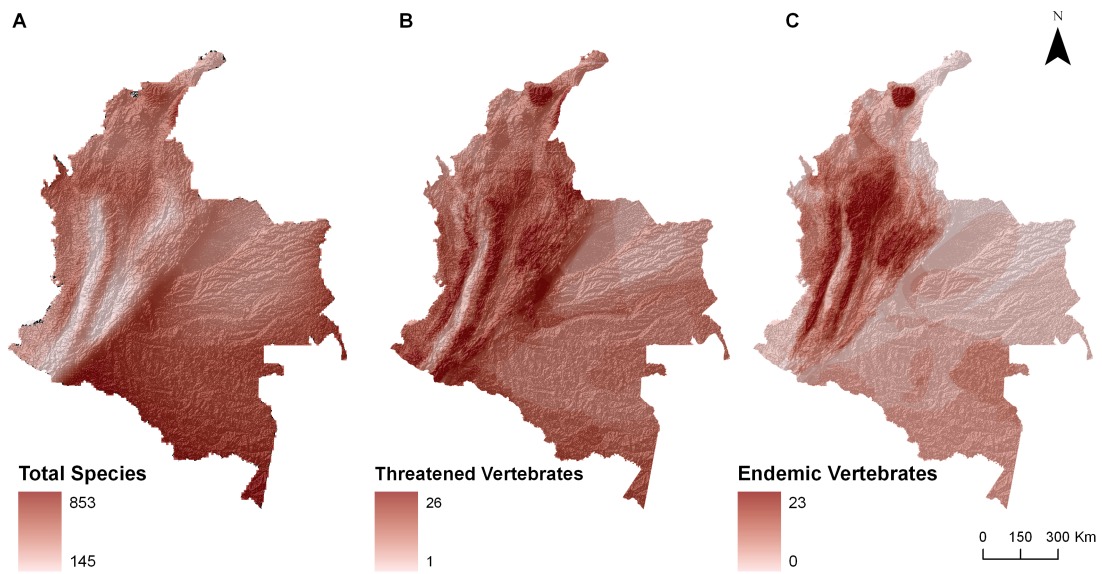 A
B
C
N
Total Species
853
145
Threatened Vertebrates
26
1
Endemic Vertebrates
23
0
0 150 300 Km